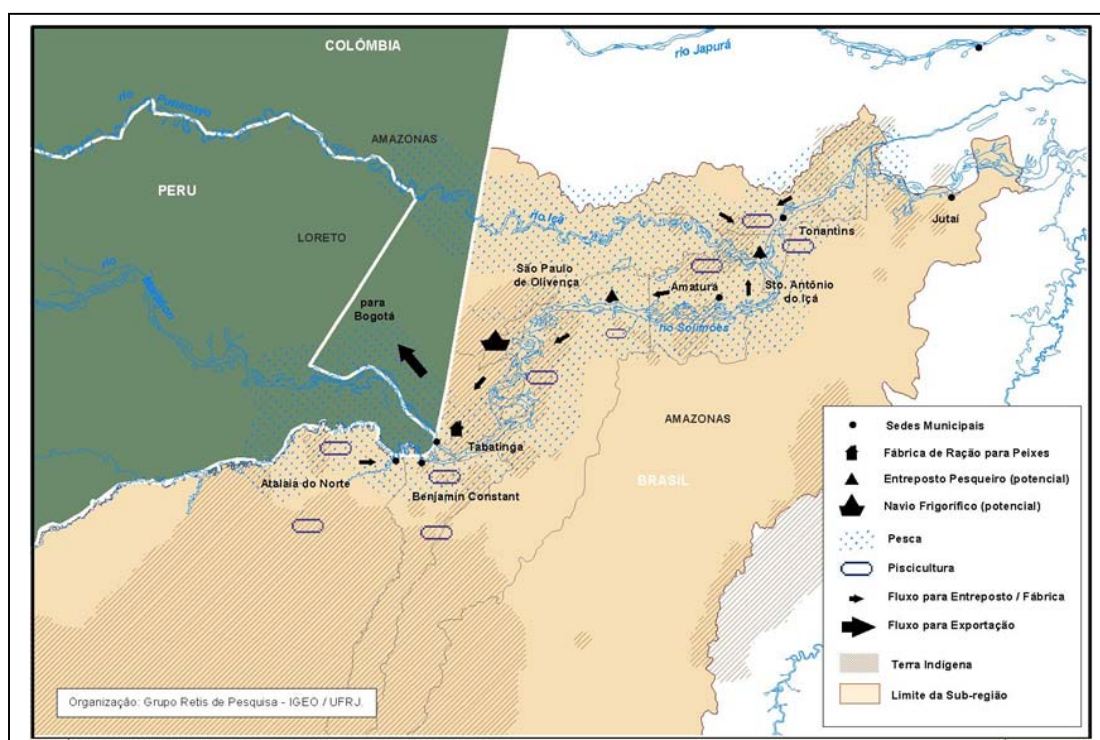 COLÔMBIA
rio Japurá
rio Putumayo
AMAZONAS
PERU
LORETO
rio Içá
Jutaí
Tonantins
São Paulo
de Olivença
para
Bogotá
Amaturá
Sto. Antônio
do Içá
rio Solimões
AMAZONAS
Tabatinga
Atalaia do Norte
Benjamin Constant
BRASIL
Sedes Municipais
Fábrica de Ração para Peixes
Entreposto Pesqueiro (potencial)
Navio Frigorífico (potencial)
Pesca
Piscicultura
Fluxo para Entreposto / Fábrica
Fluxo para Exportação
Terra Indígena
Limite da Sub-região
Organização: Grupo Retis de Pesquisa - IGEO / UFRJ.